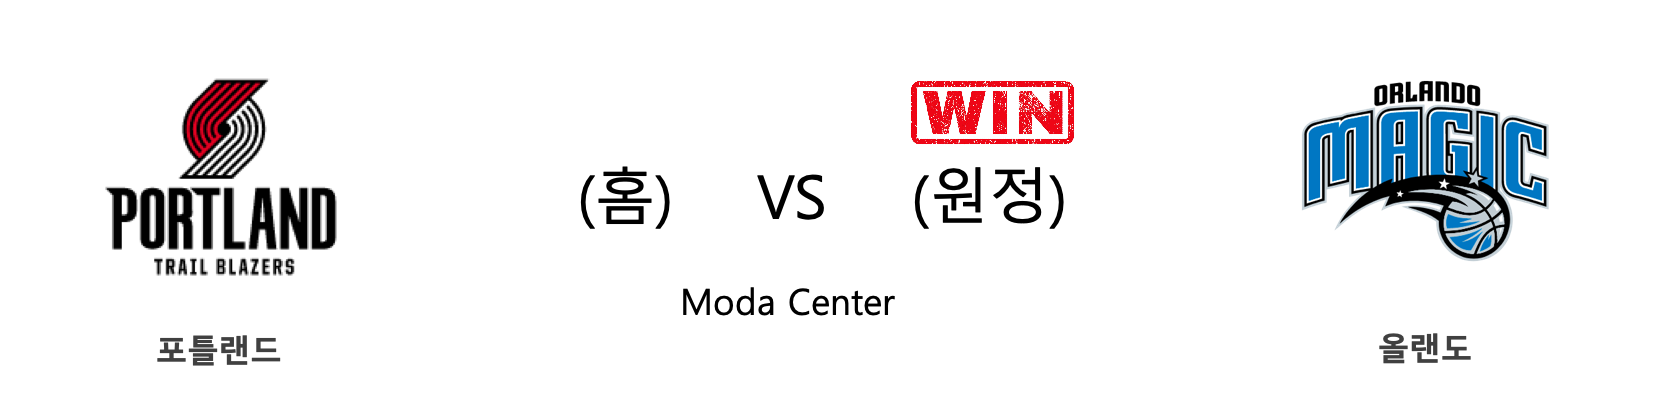 PORTLAND
TRAIL BLAZERS
포틀랜드
WIN
(홈) VS (원정)
Moda Center
ORLANDO
MAGIC
올랜도